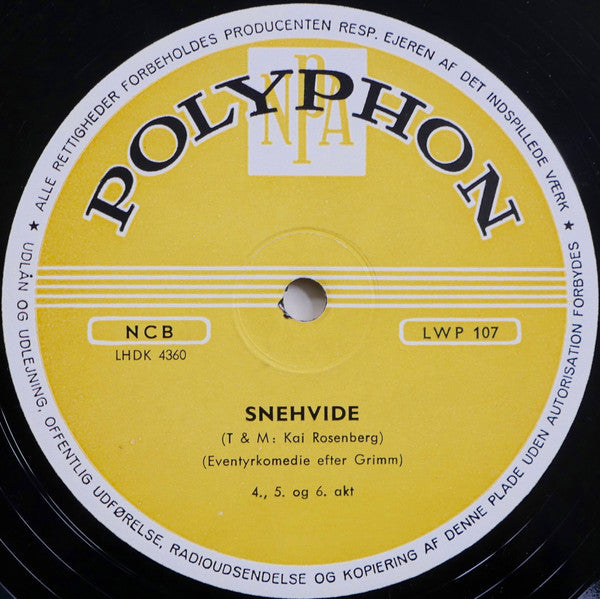 ★ ALLE RETTIGHEDER FORBEHOLDES PRODUCENTEN RESP. EJEREN AF DET INDSPILLEDE VÆRK ★
UDLÅN OG UDLEJNING, OFFENTLIG UDFØRELSE, RADIOUDSENDELSE OG KOPIERING AF DENNE PLADE UDEN AUTORISATION FORBYDES
NPA
POLYPHON
NCB
LHDK 4360
LWP 107
SNEHVIDE
(T & M: Kai Rosenberg)
(Eventyrkomedie efter Grimm)
4., 5. og 6. akt